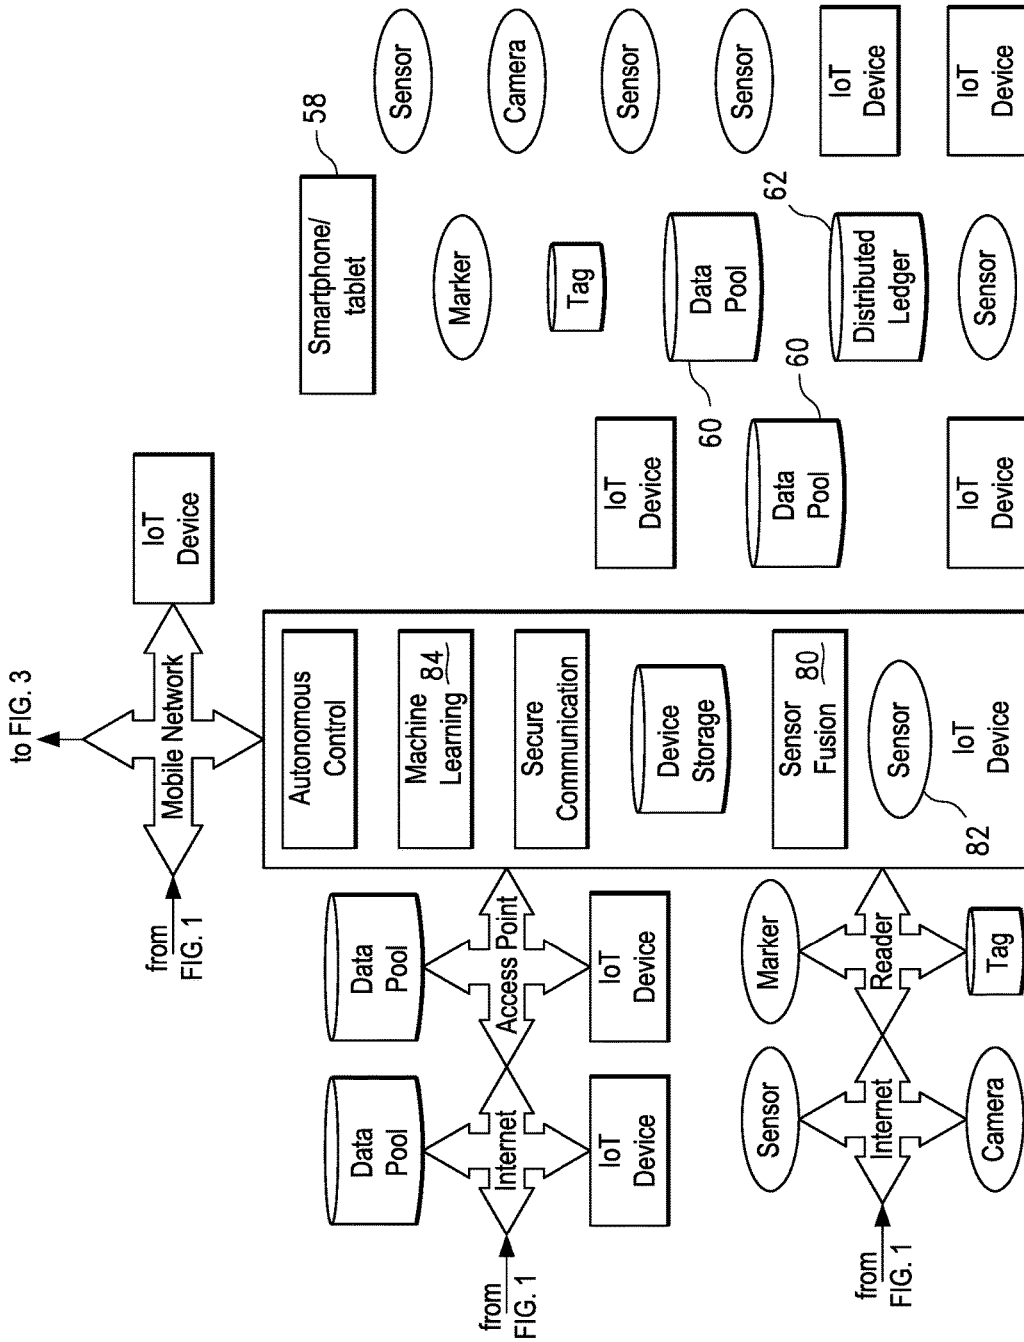 to FIG. 3
from
FIG. 1
Mobile Network
IoT
Device
Autonomous
Control
Machine
Learning
84
Secure
Communication
Device
Storage
Sensor
Fusion
80
Sensor
82
IoT
Device
Data
Pool
Data
Pool
from
FIG. 1
Internet
Access Point
IoT
Device
IoT
Device
Sensor
Marker
from
FIG. 1
Internet
Reader
Camera
Tag
Smartphone/
tablet
58
Marker
Tag
Data
Pool
60
Distributed
Ledger
62
Sensor
IoT
Device
Data
Pool
60
IoT
Device
Sensor
Camera
Sensor
Sensor
IoT
Device
IoT
Device